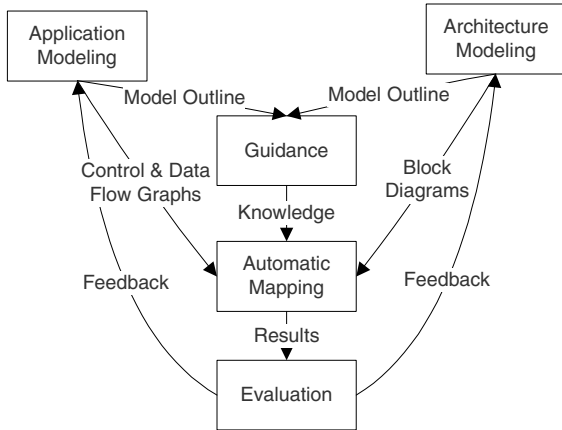 Application
Modeling
Architecture
Modeling
Model Outline
Model Outline
Guidance
Control & Data
Flow Graphs
Block
Diagrams
Knowledge
Automatic
Mapping
Feedback
Feedback
Results
Evaluation